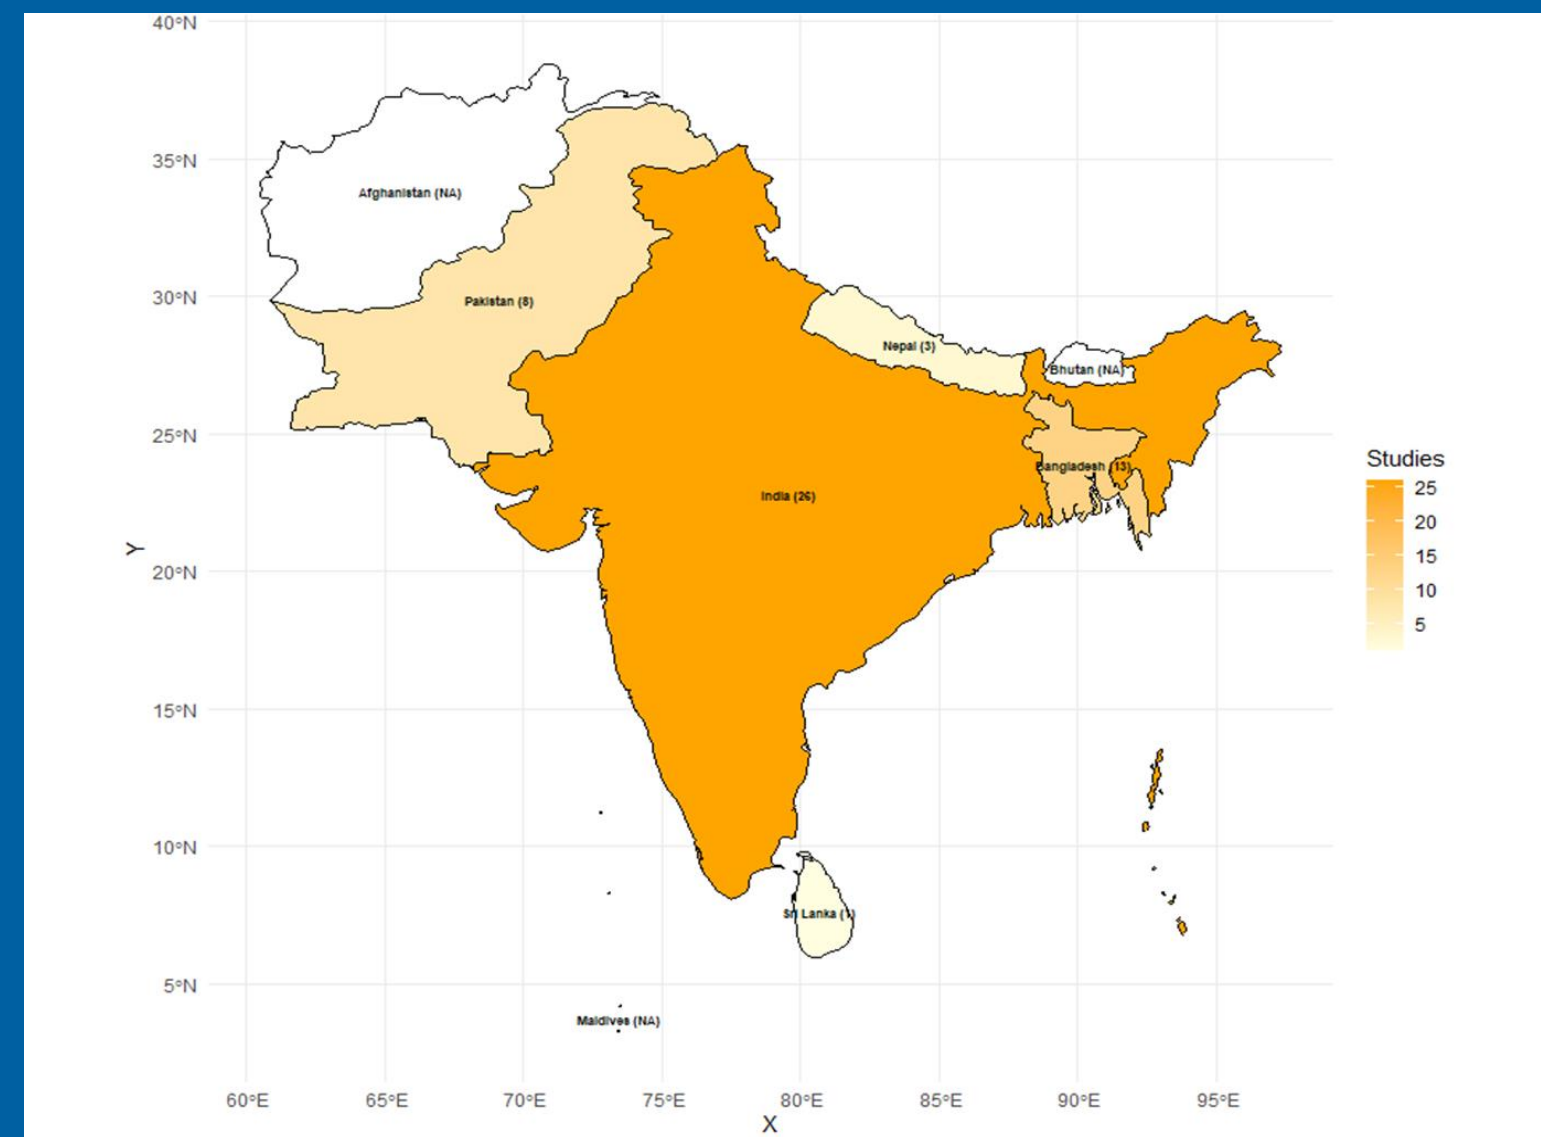 40°N
35°N
30°N
25°N
20°N
15°N
10°N
5°N
Y
Afghanistan (NA)
Pakistan (8)
Nepal (3)
Bhutan (NA)
Bangladesh (13)
India (26)
Sri Lanka (1)
Maldives (NA)
Studies
25
20
15
10
5
60°E 65°E 70°E 75°E 80°E 85°E 90°E 95°E
X